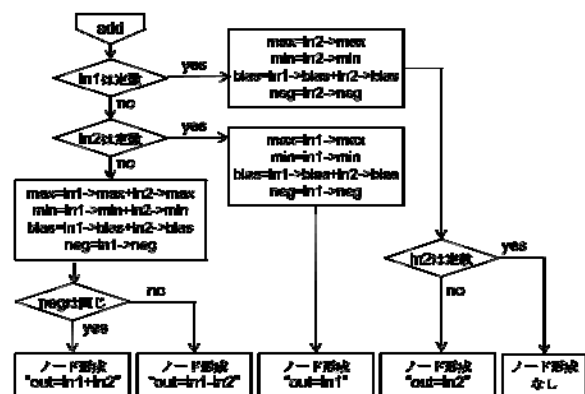 add
in1は定数
yes
max=in2->max
min=in2->min
bias=in1->bias+in2->bias
neg=in2->neg
no
in2は定数
yes
max=in1->max
min=in1->min
bias=in1->bias+in2->bias
neg=in1->neg
no
max=in1->max+in2->max
min=in1->min+in2->min
bias=in1->bias+in2->bias
neg=in1->neg
in2は定数
yes
no
negは同じ
no
yes
ノード形成
"out=in1+in2"
ノード形成
"out=in1-in2"
ノード形成
"out=in1"
ノード形成
"out=in2"
ノード形成
なし